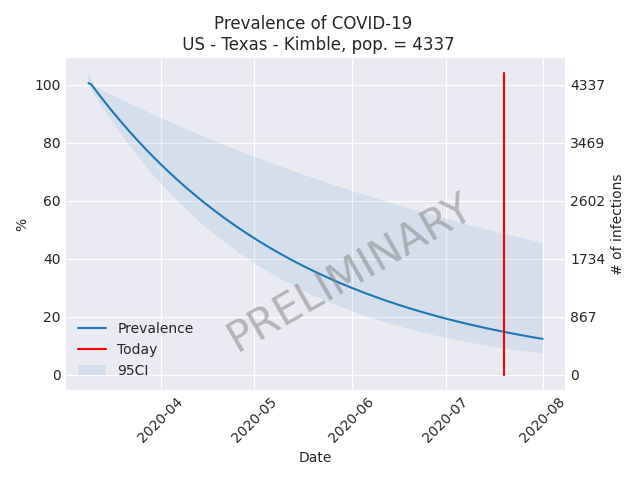 Prevalence of COVID-19
US - Texas - Kimble, pop. = 4337
100
80
60
40
20
0
%
4337
3469
2602
1734
867
0
# of infections
PRELIMINARY
Prevalence
Today
95CI
2020-04
2020-05
2020-06
2020-07
2020-08
Date